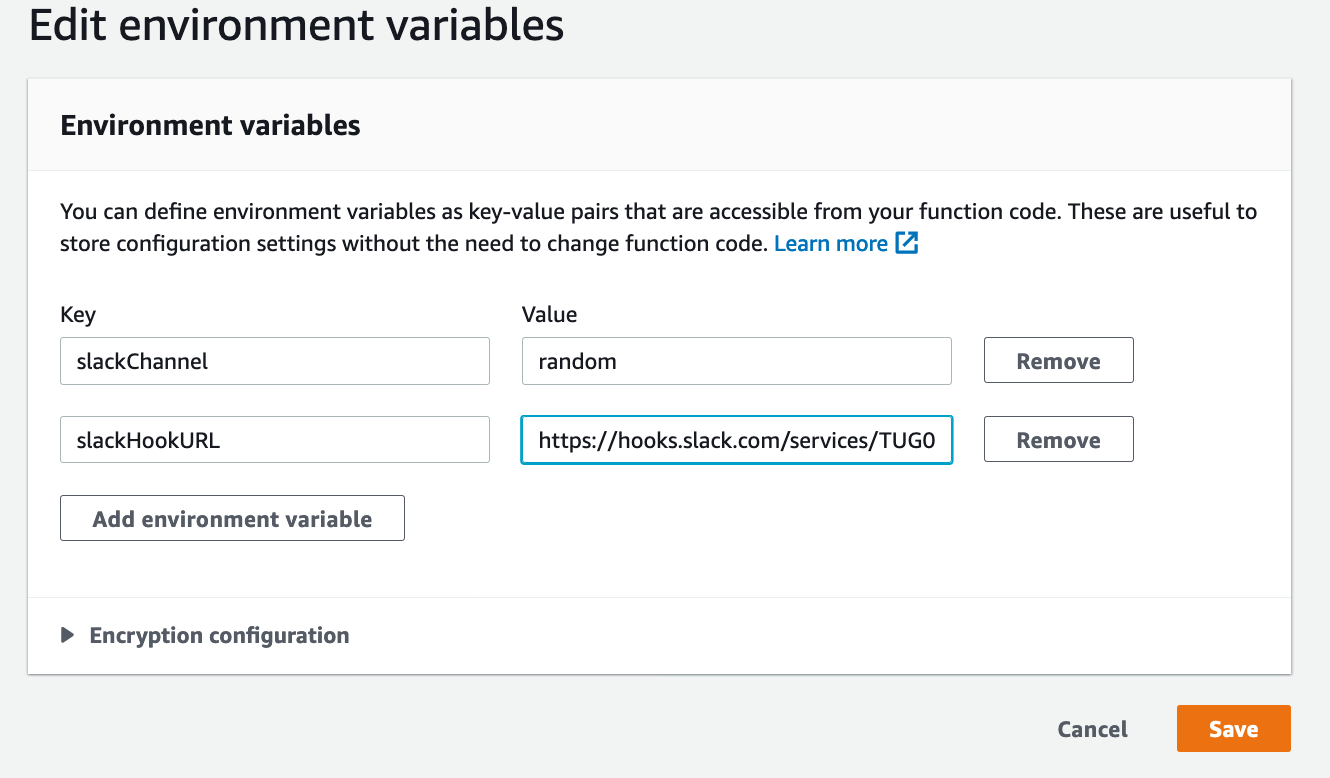 Edit environment variables
Environment variables
You can define environment variables as key-value pairs that are accessible from your function code. These are useful to
store configuration settings without the need to change function code. Learn more
Key Value
slackChannel random Remove
slackHookURL https://hooks.slack.com/services/TUG0 Remove
Add environment variable
Encryption configuration
Cancel Save